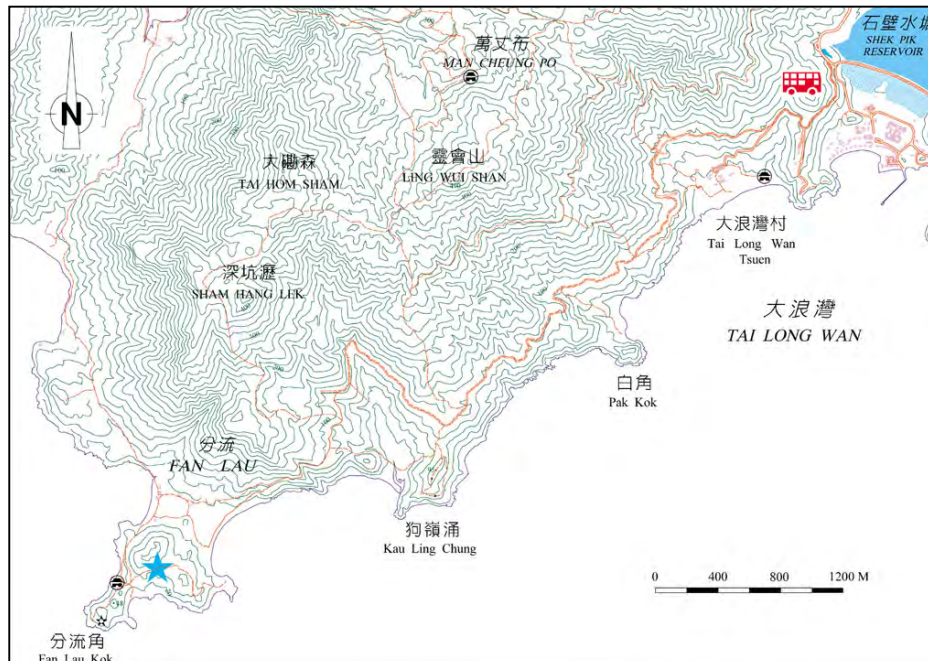 石壁水塘
SHEK PIK
RESERVOIR
萬丈布
MAN CHEUNG PO
N
大磡森
TAI HOM SHAM
靈會山
LING WUI SHAN
大浪灣村
Tai Long Wan
Tsuen
深坑瀝
SHAM HANG LEK
大浪灣
TAI LONG WAN
白角
Pak Kok
分流
FAN LAU
狗嶺涌
Kau Ling Chung
0 400 800 1200 M
分流角
Fan Lau Kok